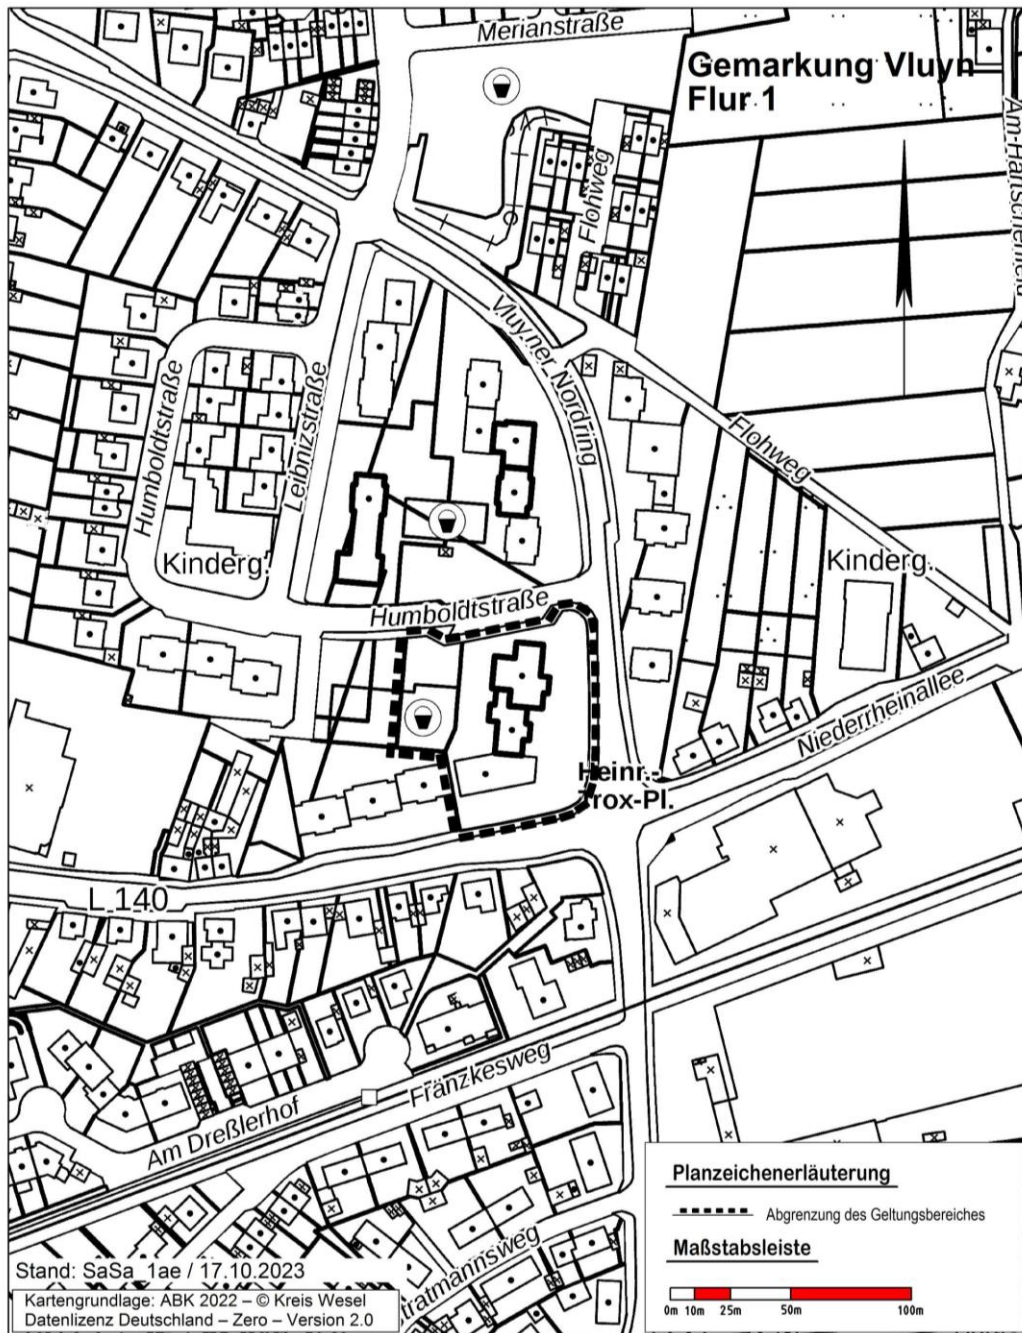 Merianstraße
Gemarkung Vluyn
Flur 1
Am-Hänschenfeld
Flohweg
Vluyner Nordring
Humboldtstraße
Leibnizstraße
Flohweg
Kinderg.
Kinderg.
Humboldtstraße
Niederrheinallee
Heinr.-
Trox-Pl.
L 140
Fränzkesweg
Am Dreßlerhof
Stratmannsweg
Planzeichenerläuterung
Abgrenzung des Geltungsbereiches
Maßstabsleiste
0m 10m 25m 50m 100m
Stand: SaSa_1ae / 17.10.2023
Kartengrundlage: ABK 2022 – © Kreis Wesel
Datenlizenz Deutschland – Zero – Version 2.0